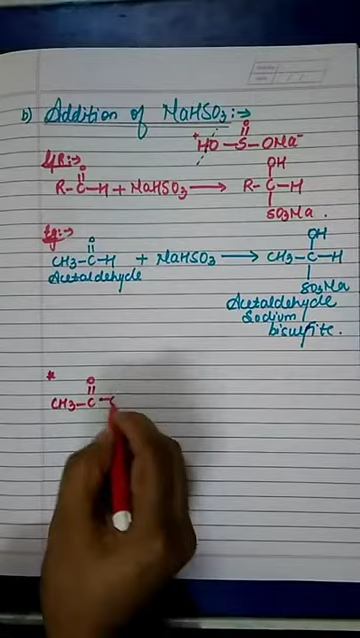 b) Addition of NaHSO3:→
O
+HO–S–ONa-
GR:→ O OH
R–C–H + NaHSO3 ⟶ R–C–H
SO3Na.
Eg:→ O OH
CH3–C–H + NaHSO3 ⟶ CH3–C–H
Acetaldehyde SO3Na
Acetaldehyde
Sodium
bisulfite.
*
O
CH3–C–